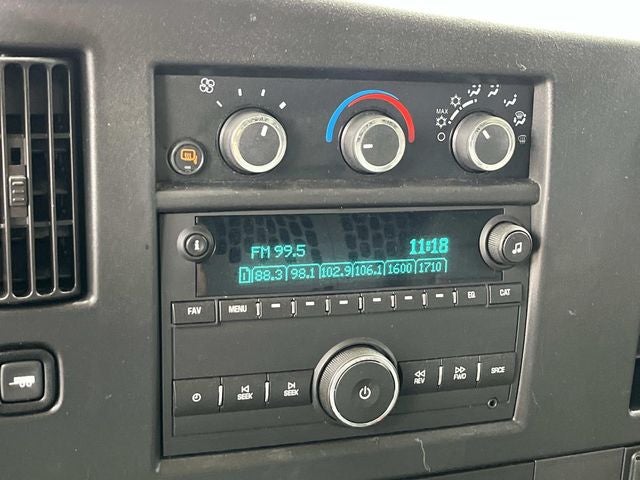 MAX
FM 99.5 11:18
1 88.3 98.1 102.9 106.1 1600 1710
FAV MENU EQ CAT
SEEK SEEK REV FWD SRCE